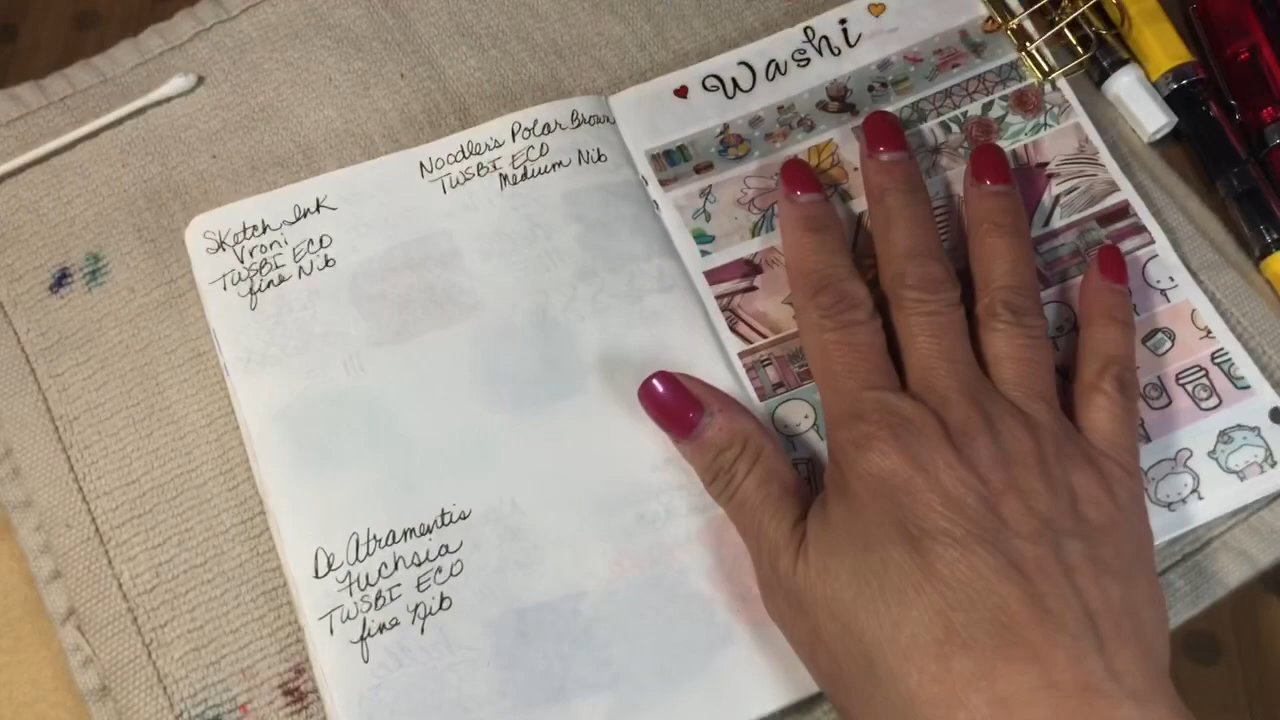 Washi
Noodler's Polar Brown
TWSBI ECO
Medium Nib
Sketch Ink
Vroni
TWSBI ECO
fine Nib
De Atramentis
Fuchsia
TWSBI ECO
fine Nib